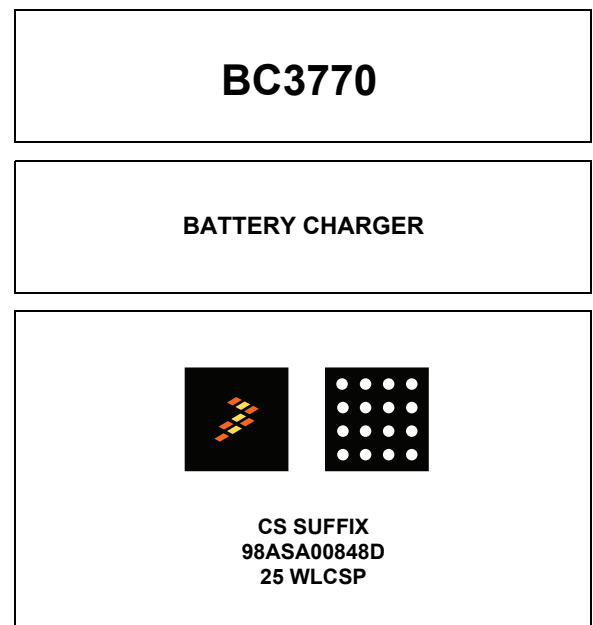 BC3770
BATTERY CHARGER
CS SUFFIX
98ASA00848D
25 WLCSP